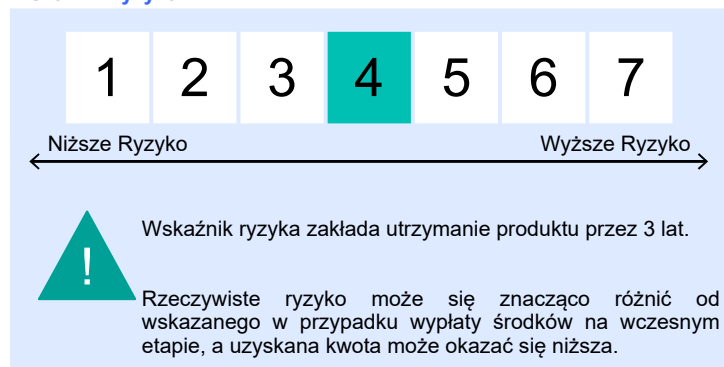 1 2 3 4 5 6 7
Niższe Ryzyko Wyższe Ryzyko
!
Wskaźnik ryzyka zakłada utrzymanie produktu przez 3 lat.
Rzeczywiste ryzyko może się znacząco różnić od
wskazanego w przypadku wypłaty środków na wczesnym
etapie, a uzyskana kwota może okazać się niższa.